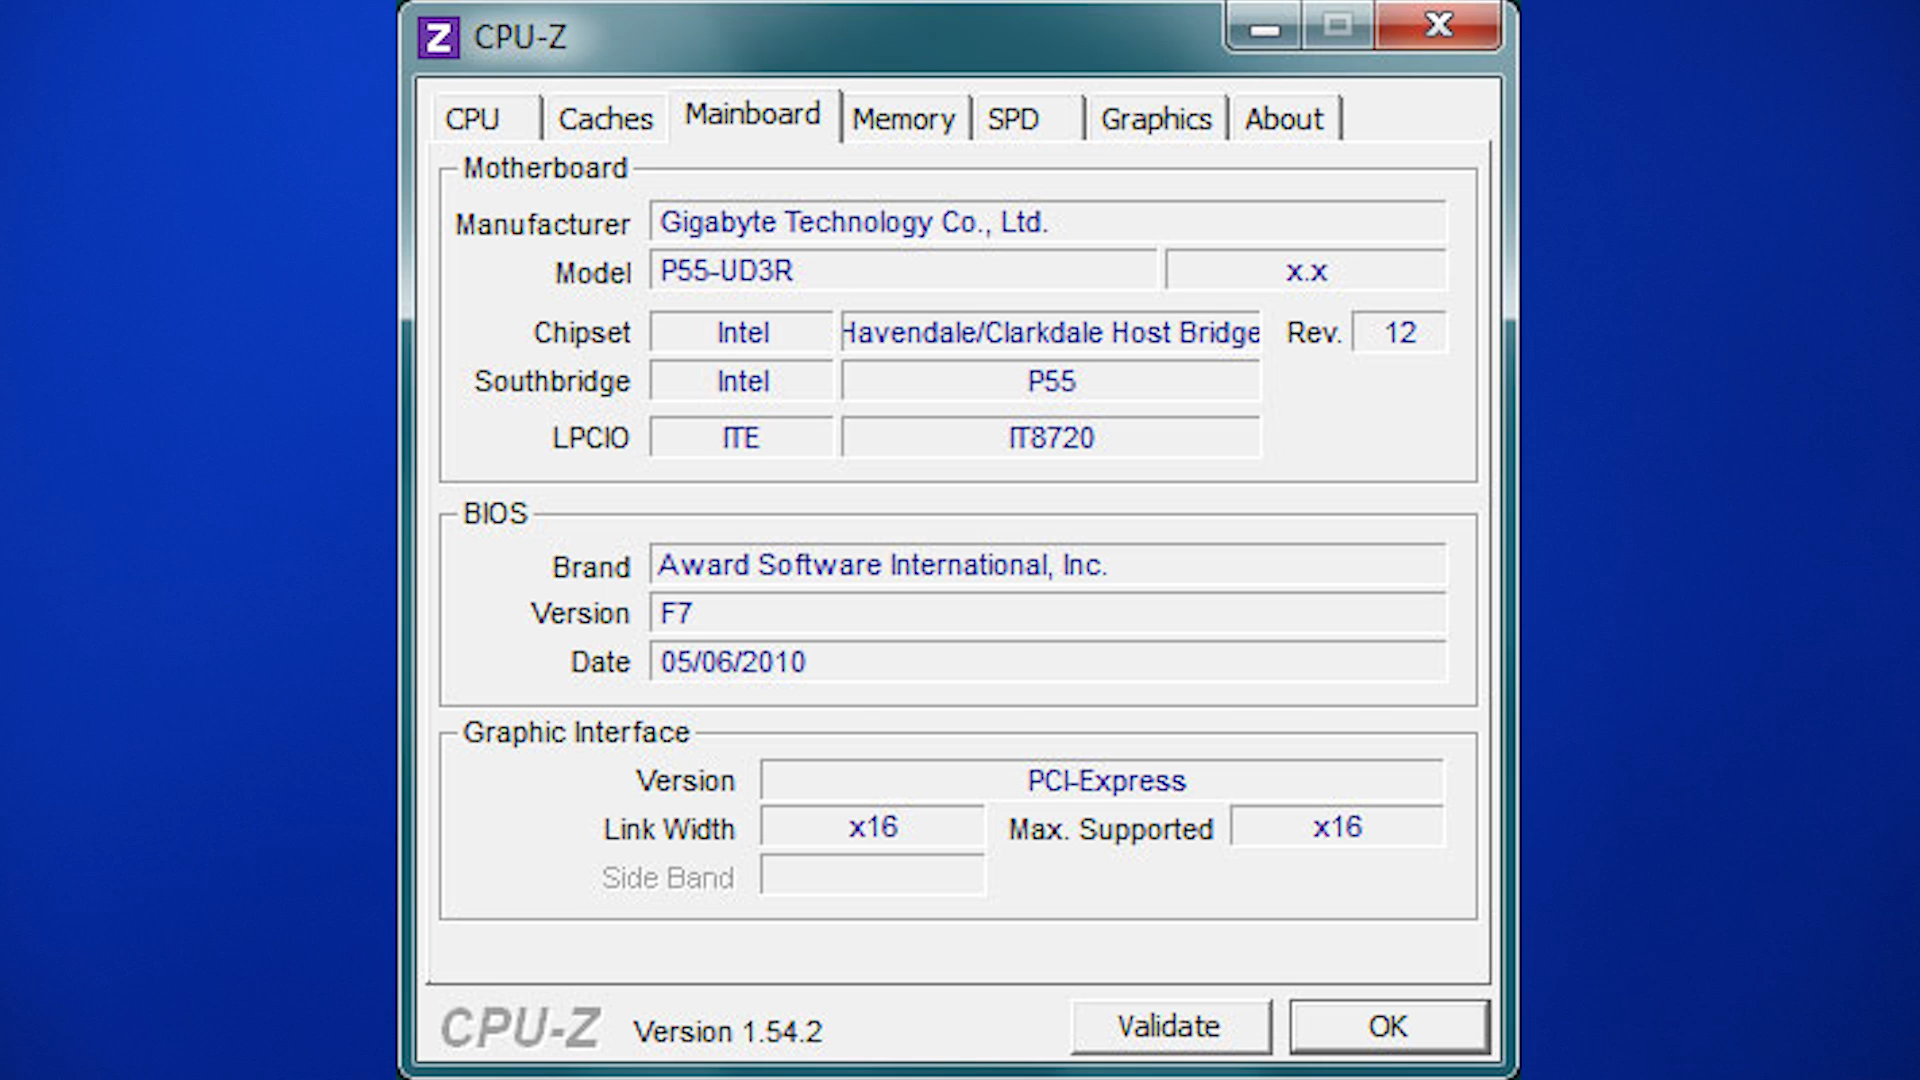 Z CPU-Z
CPU Caches Mainboard Memory SPD Graphics About
Motherboard
Manufacturer Gigabyte Technology Co., Ltd.
Model P55-UD3R x.x
Chipset Intel Havendale/Clarkdale Host Bridge Rev. 12
Southbridge Intel P55
LPCIO ITE IT8720
BIOS
Brand Award Software International, Inc.
Version F7
Date 05/06/2010
Graphic Interface
Version PCI-Express
Link Width x16 Max. Supported x16
Side Band
CPU-Z Version 1.54.2 Validate OK